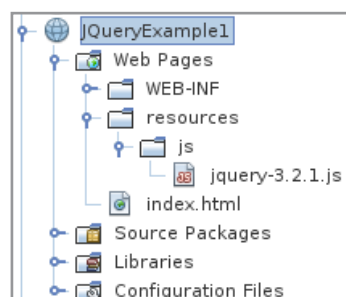 JQueryExample1
Web Pages
WEB-INF
resources
js
jquery-3.2.1.js
index.html
Source Packages
Libraries
Configuration Files